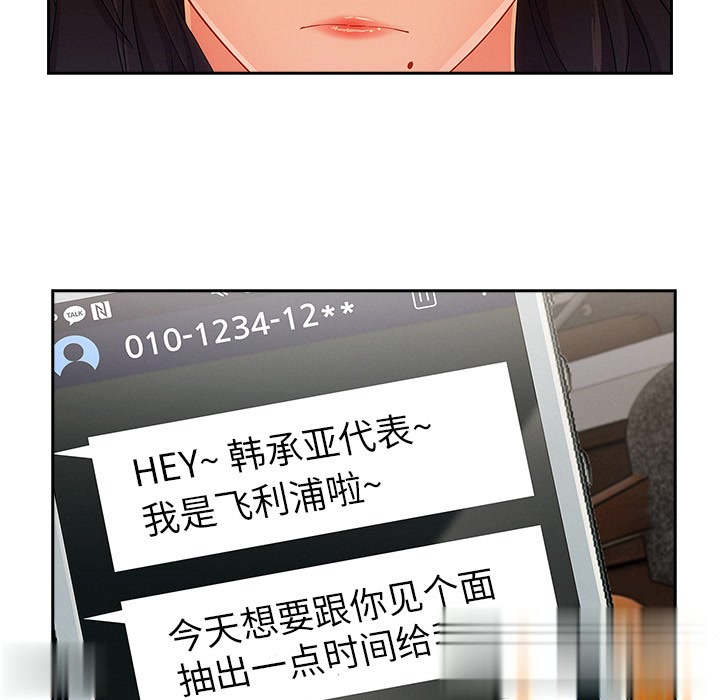 TALK N
010-1234-12**
HEY~ 韩承亚代表~
我是飞利浦啦~
今天想要跟你见个面
抽出一点时间给